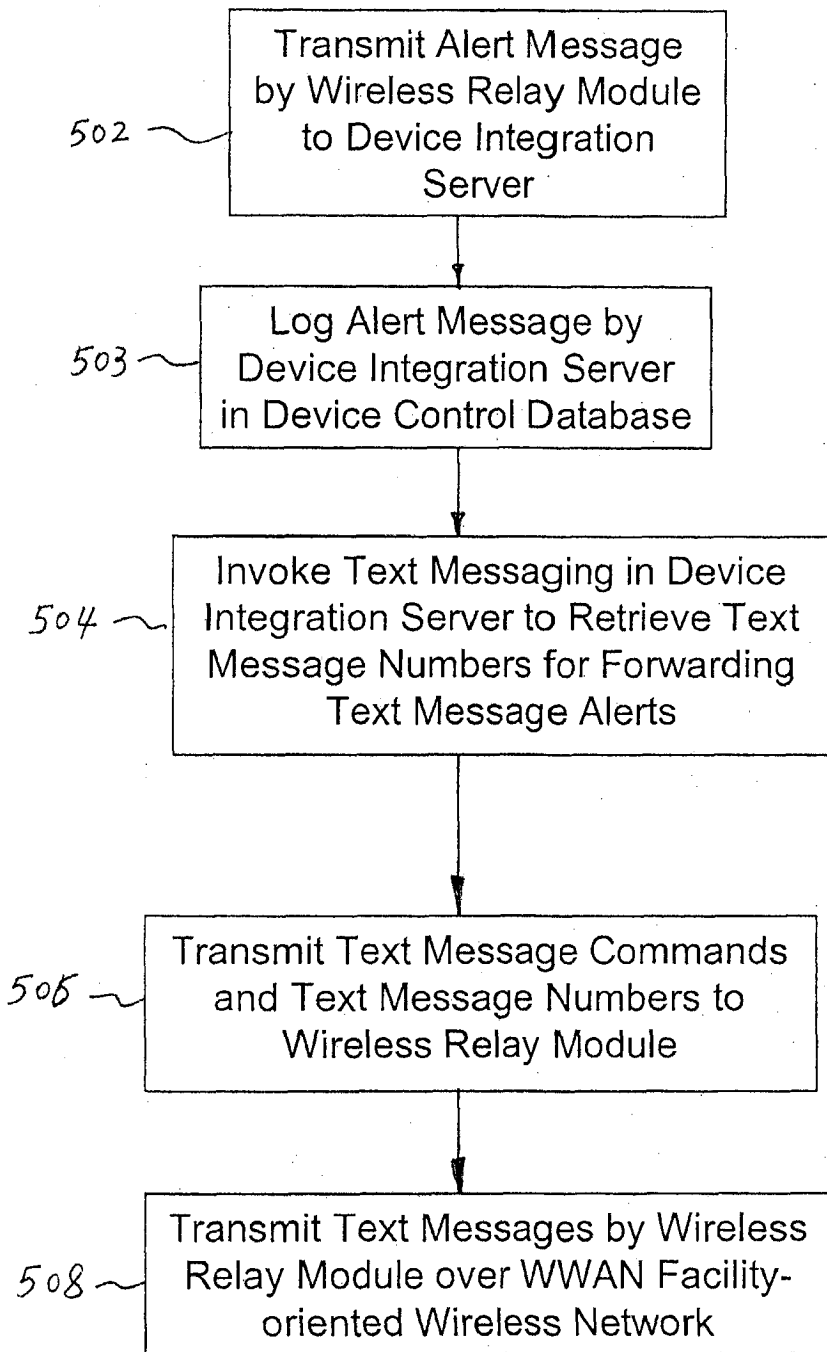 Transmit Alert Message
by Wireless Relay Module
to Device Integration
Server
502
Log Alert Message by
Device Integration Server
in Device Control Database
503
Invoke Text Messaging in Device
Integration Server to Retrieve Text
Message Numbers for Forwarding
Text Message Alerts
504
Transmit Text Message Commands
and Text Message Numbers to
Wireless Relay Module
Transmit Text Messages by Wireless
Relay Module over WWAN Facility-
oriented Wireless Network
508